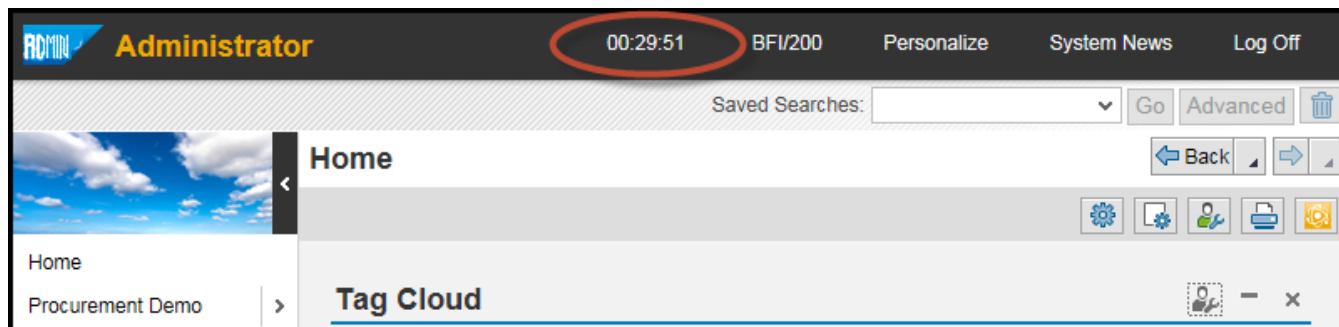 ADMIN Administrator 00:29:51 BFI/200 Personalize System News Log Off
Saved Searches: Go Advanced
Home Back
Home
Procurement Demo
Tag Cloud